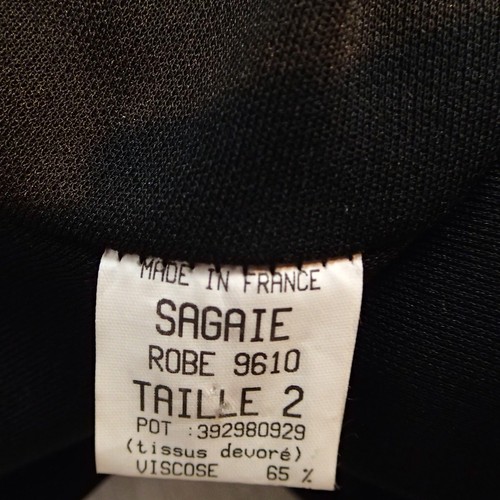 MADE IN FRANCE
SAGAIE
ROBE 9610
TAILLE 2
POT :392980929
(tissus devoré)
VISCOSE 65 %